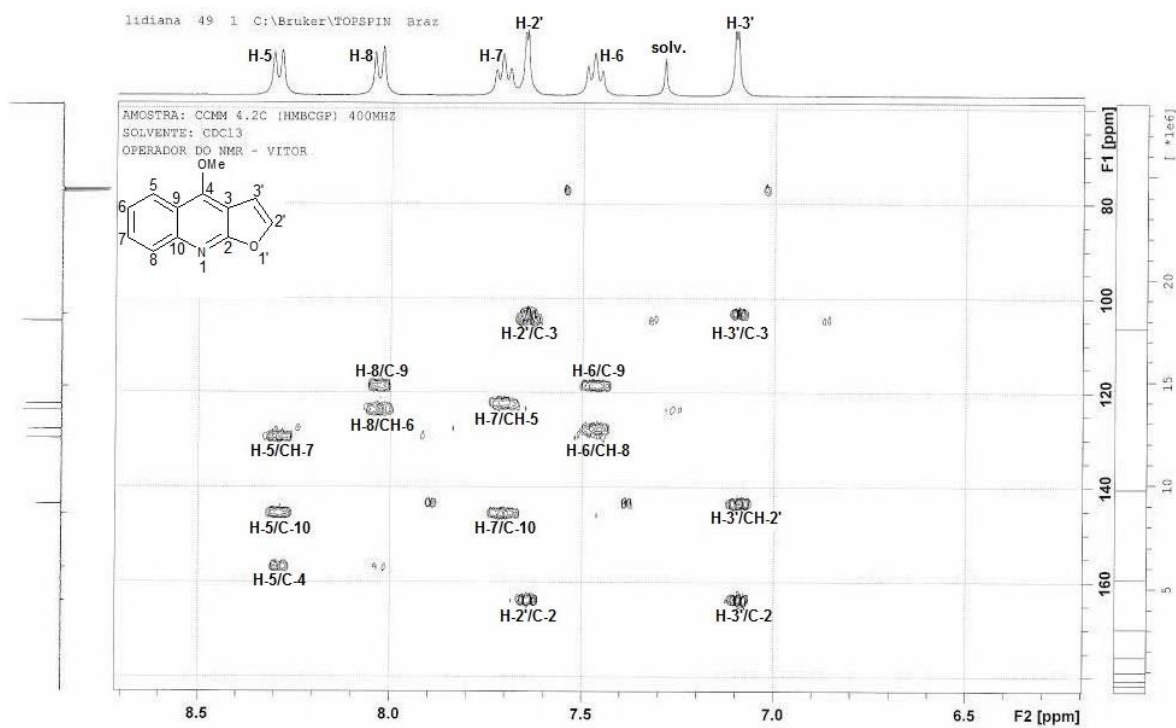 lidiana 49 1 C:\Bruker\TOPSPIN Braz
H-5
H-8
H-7
H-2'
H-6
solv.
H-3'
AMOSTRA: CCMM 4.2C (HMBCGP) 400MHZ
SOLVENTE: CDCl3
OPERADOR DO NMR - VITOR
OMe
5
4
6
9
3
3'
2'
7
10
2
8
N
O
1
1'
F1 [ppm]
[ *1e6]
80
100
120
140
160
20
15
10
5
H-2'/C-3
H-3'/C-3
H-8/C-9
H-6/C-9
H-8/CH-6
H-7/CH-5
H-5/CH-7
H-6/CH-8
H-5/C-10
H-7/C-10
H-3'/CH-2'
H-5/C-4
H-2'/C-2
H-3'/C-2
8.5
8.0
7.5
7.0
6.5
F2 [ppm]